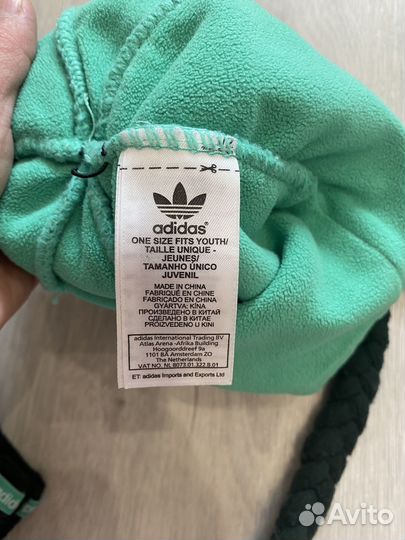 adidas
ONE SIZE FITS YOUTH/
TAILLE UNIQUE -
JEUNES/
TAMANHO ÚNICO
JUVENIL
MADE IN CHINA
FABRIQUÉ EN CHINE
FABRICADO EN CHINA
GYÁRTVA: KÍNA
ПРОИЗВЕДЕНО В КИТАЙ
СДЕЛАНО В КИТАЕ
PROIZVEDENO U KINI
adidas International Trading BV
Atlas Arena -Afrika Building
Hoogoorddreef 9a
1101 BA Amsterdam ZO
The Netherlands
VAT NO. NL 8073.01.322.B.01
ET: adidas Imports and Exports Ltd
adid
Avito